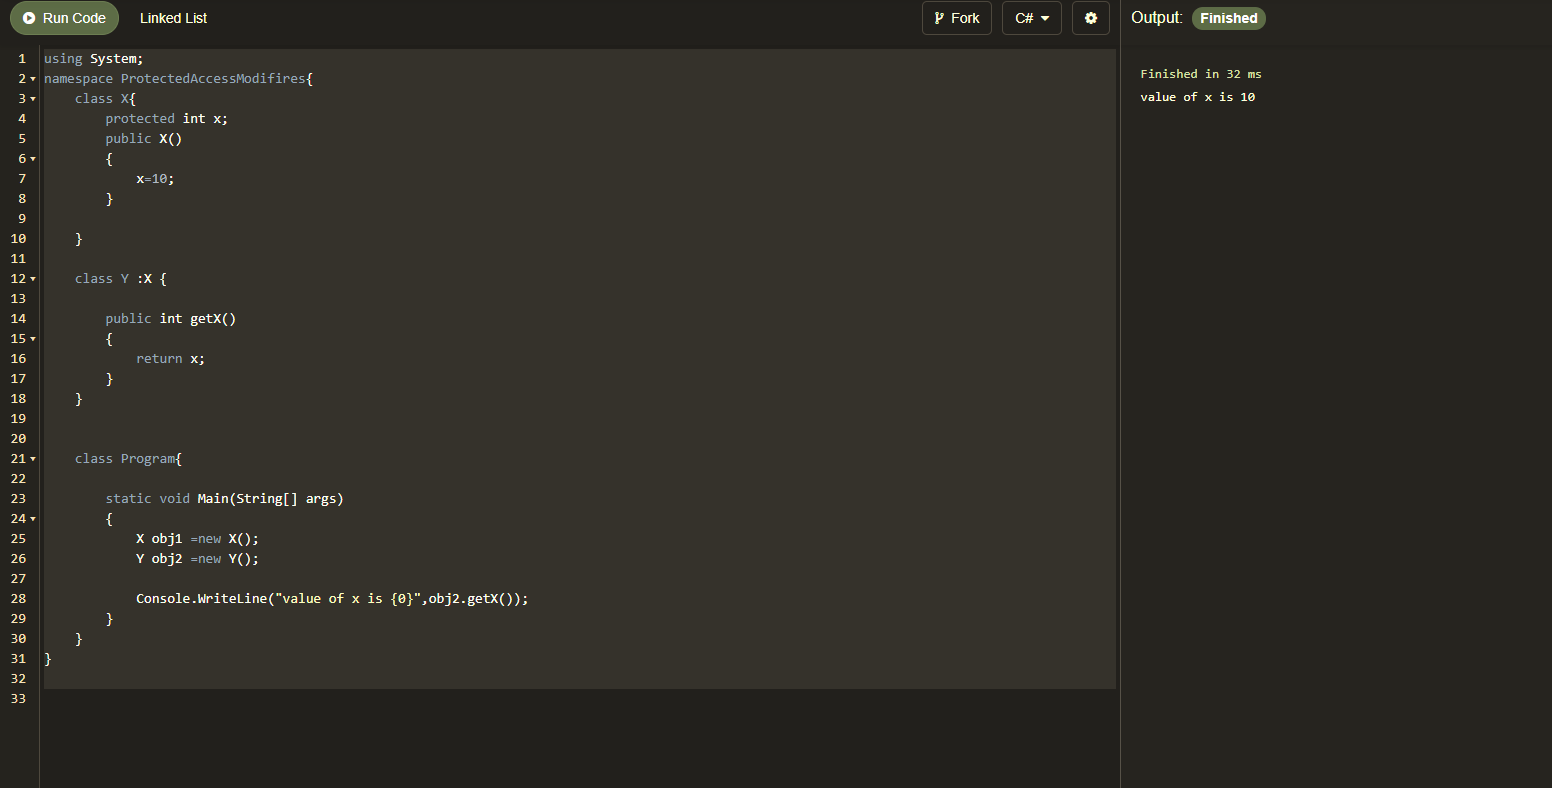 Run Code Linked List Fork C# Output: Finished
1 using System;
2 namespace ProtectedAccessModifires{
3 class X{
4 protected int x;
5 public X()
6 {
7 x=10;
8 }
9
10 }
11
12 class Y :X {
13
14 public int getX()
15 {
16 return x;
17 }
18 }
19
20
21 class Program{
22
23 static void Main(String[] args)
24 {
25 X obj1 =new X();
26 Y obj2 =new Y();
27
28 Console.WriteLine("value of x is {0}",obj2.getX());
29 }
30 }
31 }
32
33
Finished in 32 ms
value of x is 10